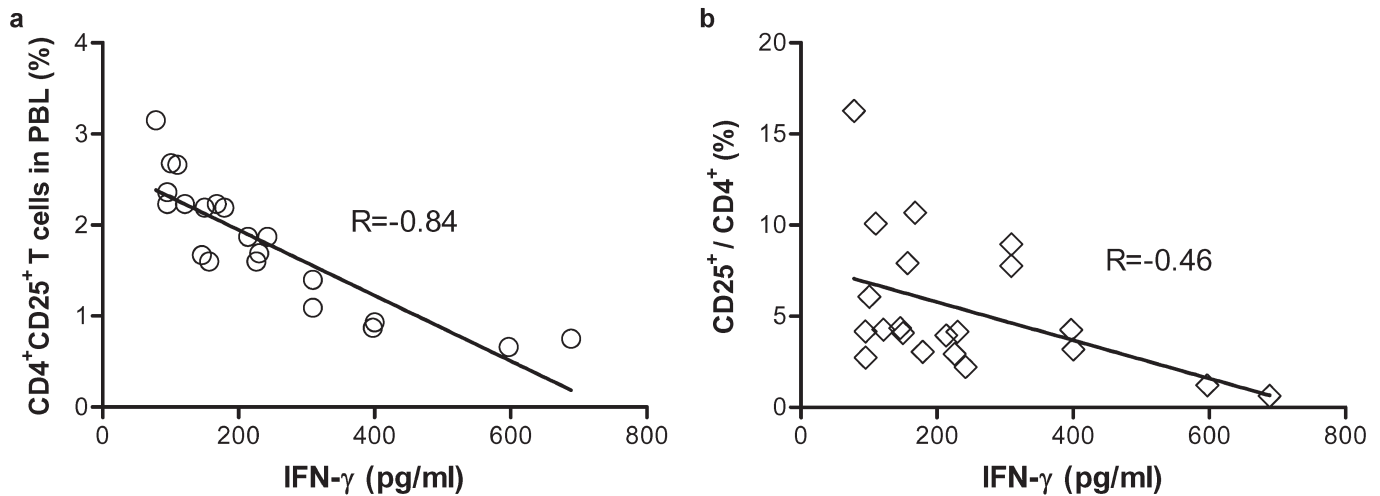 a
CD4⁺CD25⁺ T cells in PBL (%)
4
3
2
1
0
0 200 400 600 800
IFN-γ (pg/ml)
R=-0.84
b
CD25⁺ / CD4⁺ (%)
20
15
10
5
0
0 200 400 600 800
IFN-γ (pg/ml)
R=-0.46